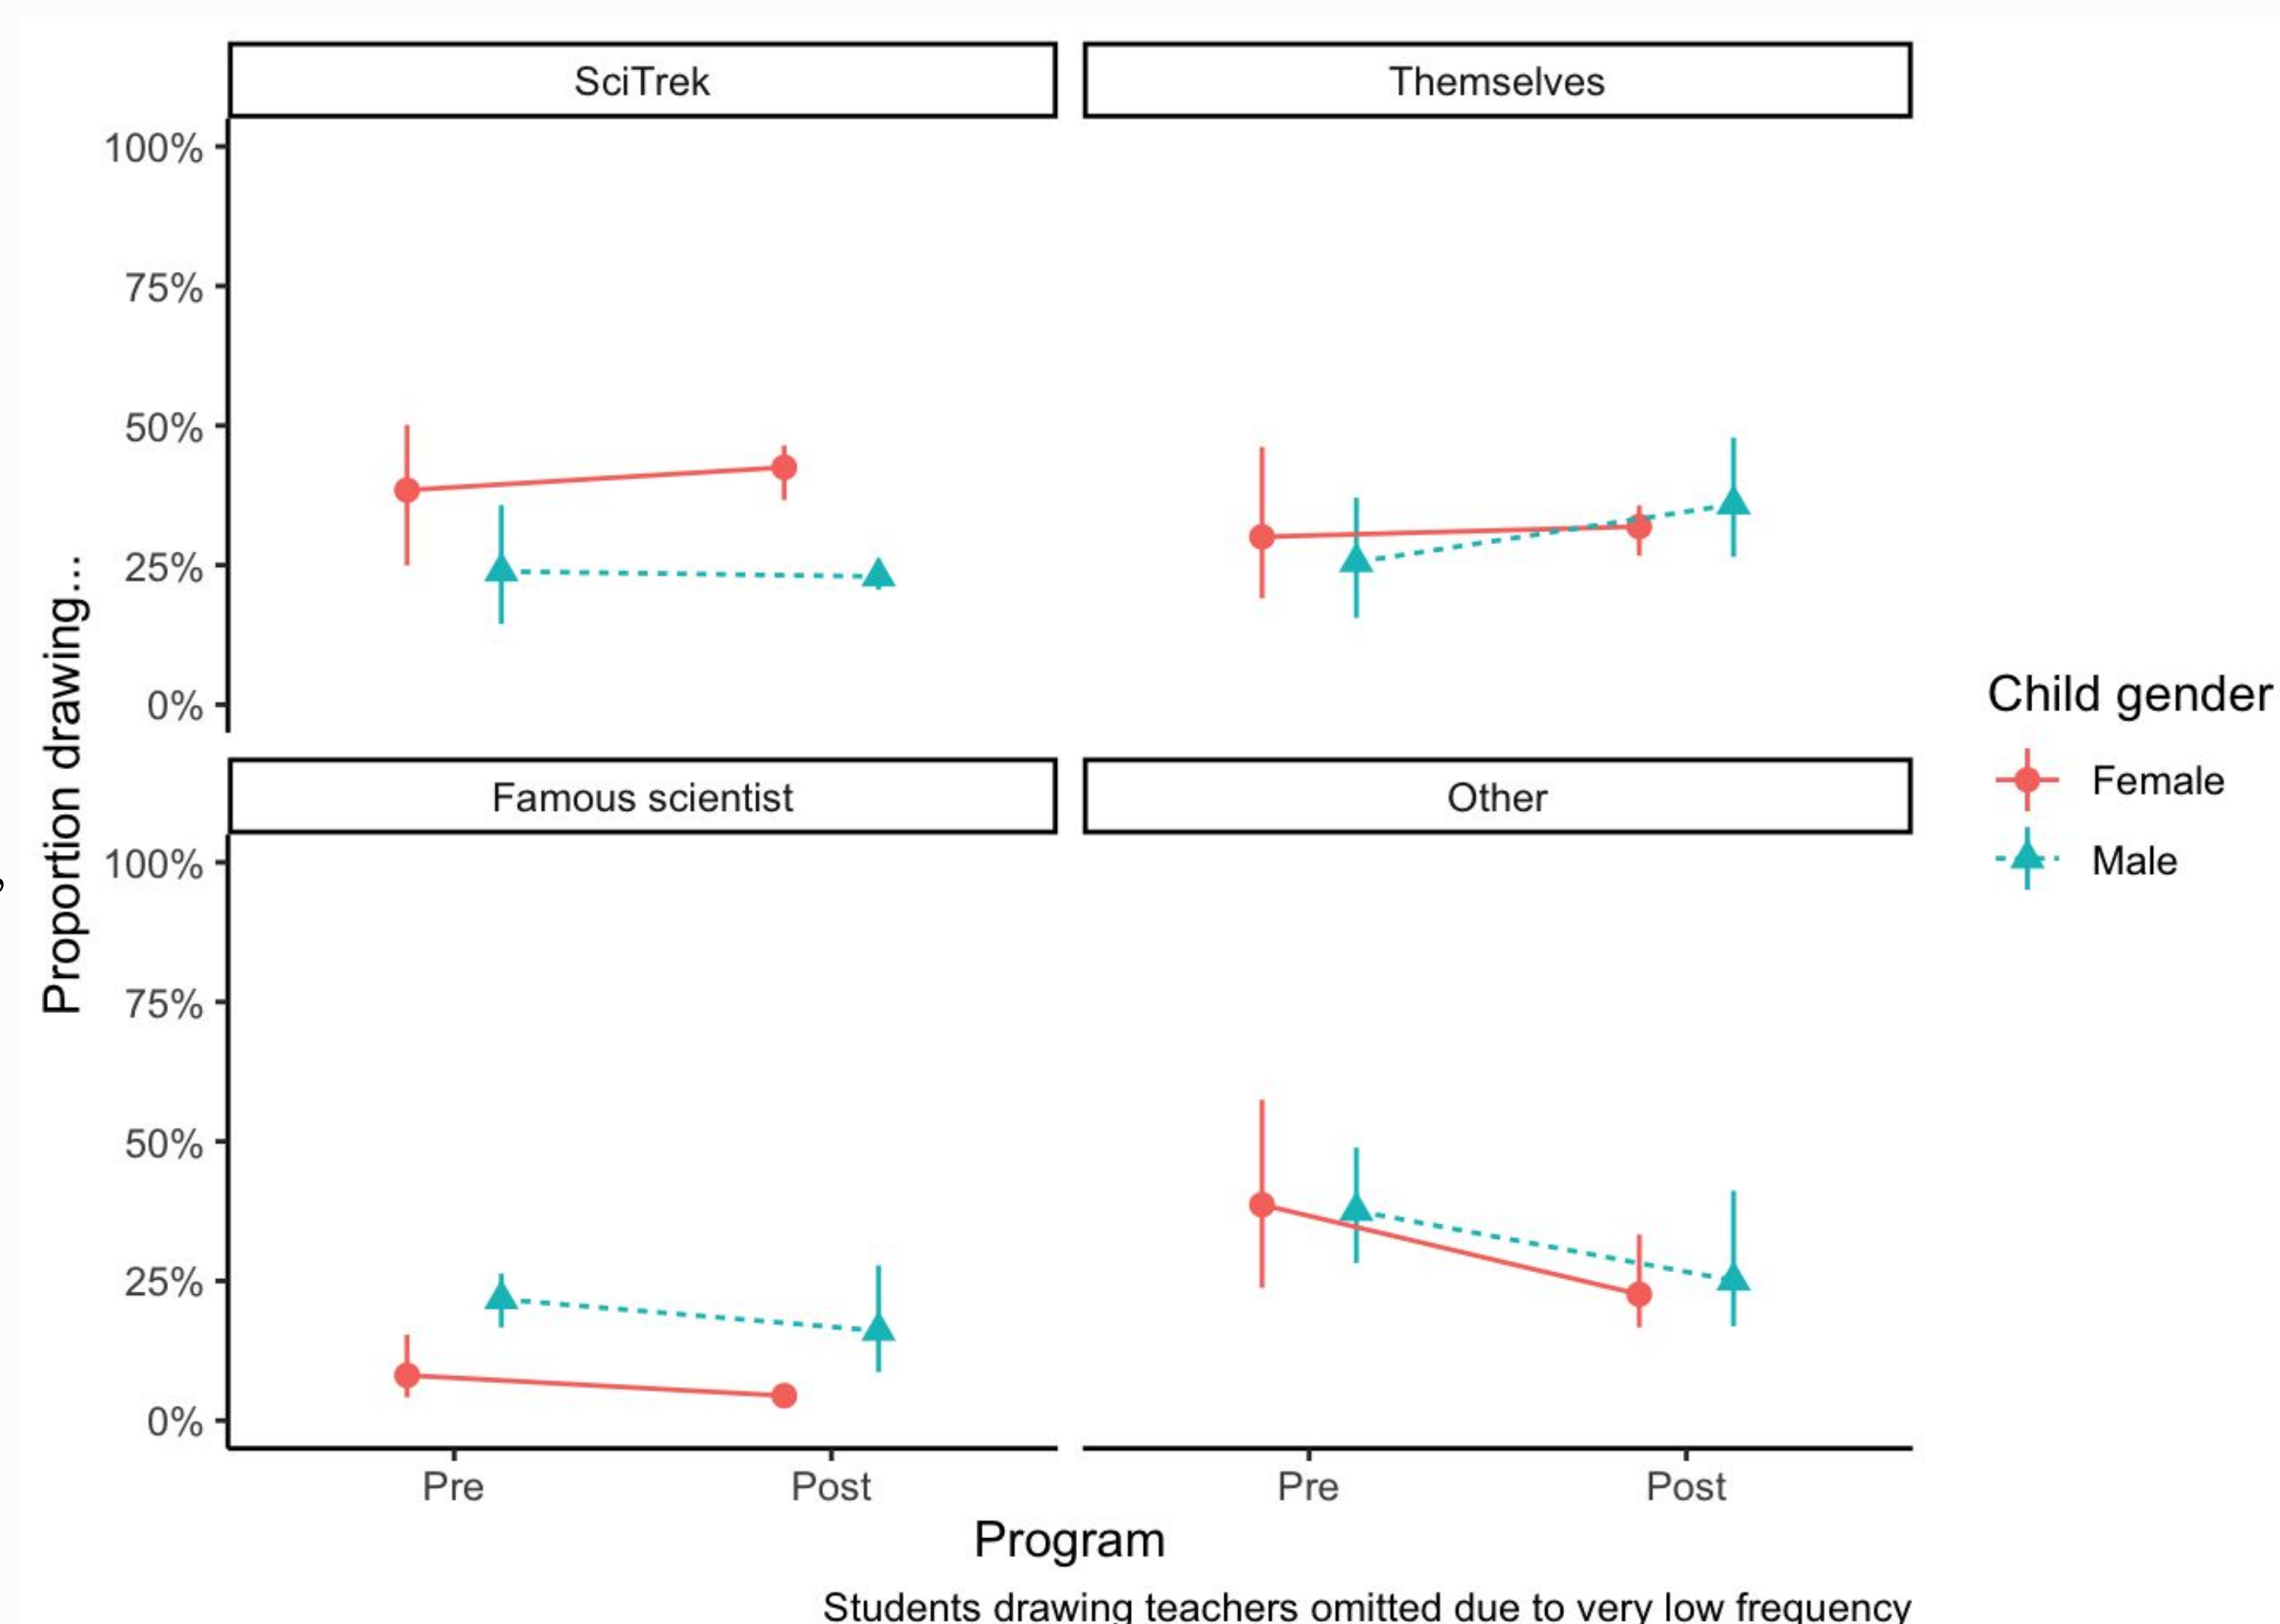 SciTrek
Themselves
100%
75%
50%
25%
0%
Proportion drawing...
Famous scientist
Other
100%
75%
50%
25%
0%
Child gender
Female
Male
Pre
Post
Pre
Post
Program
Students drawing teachers omitted due to very low frequency